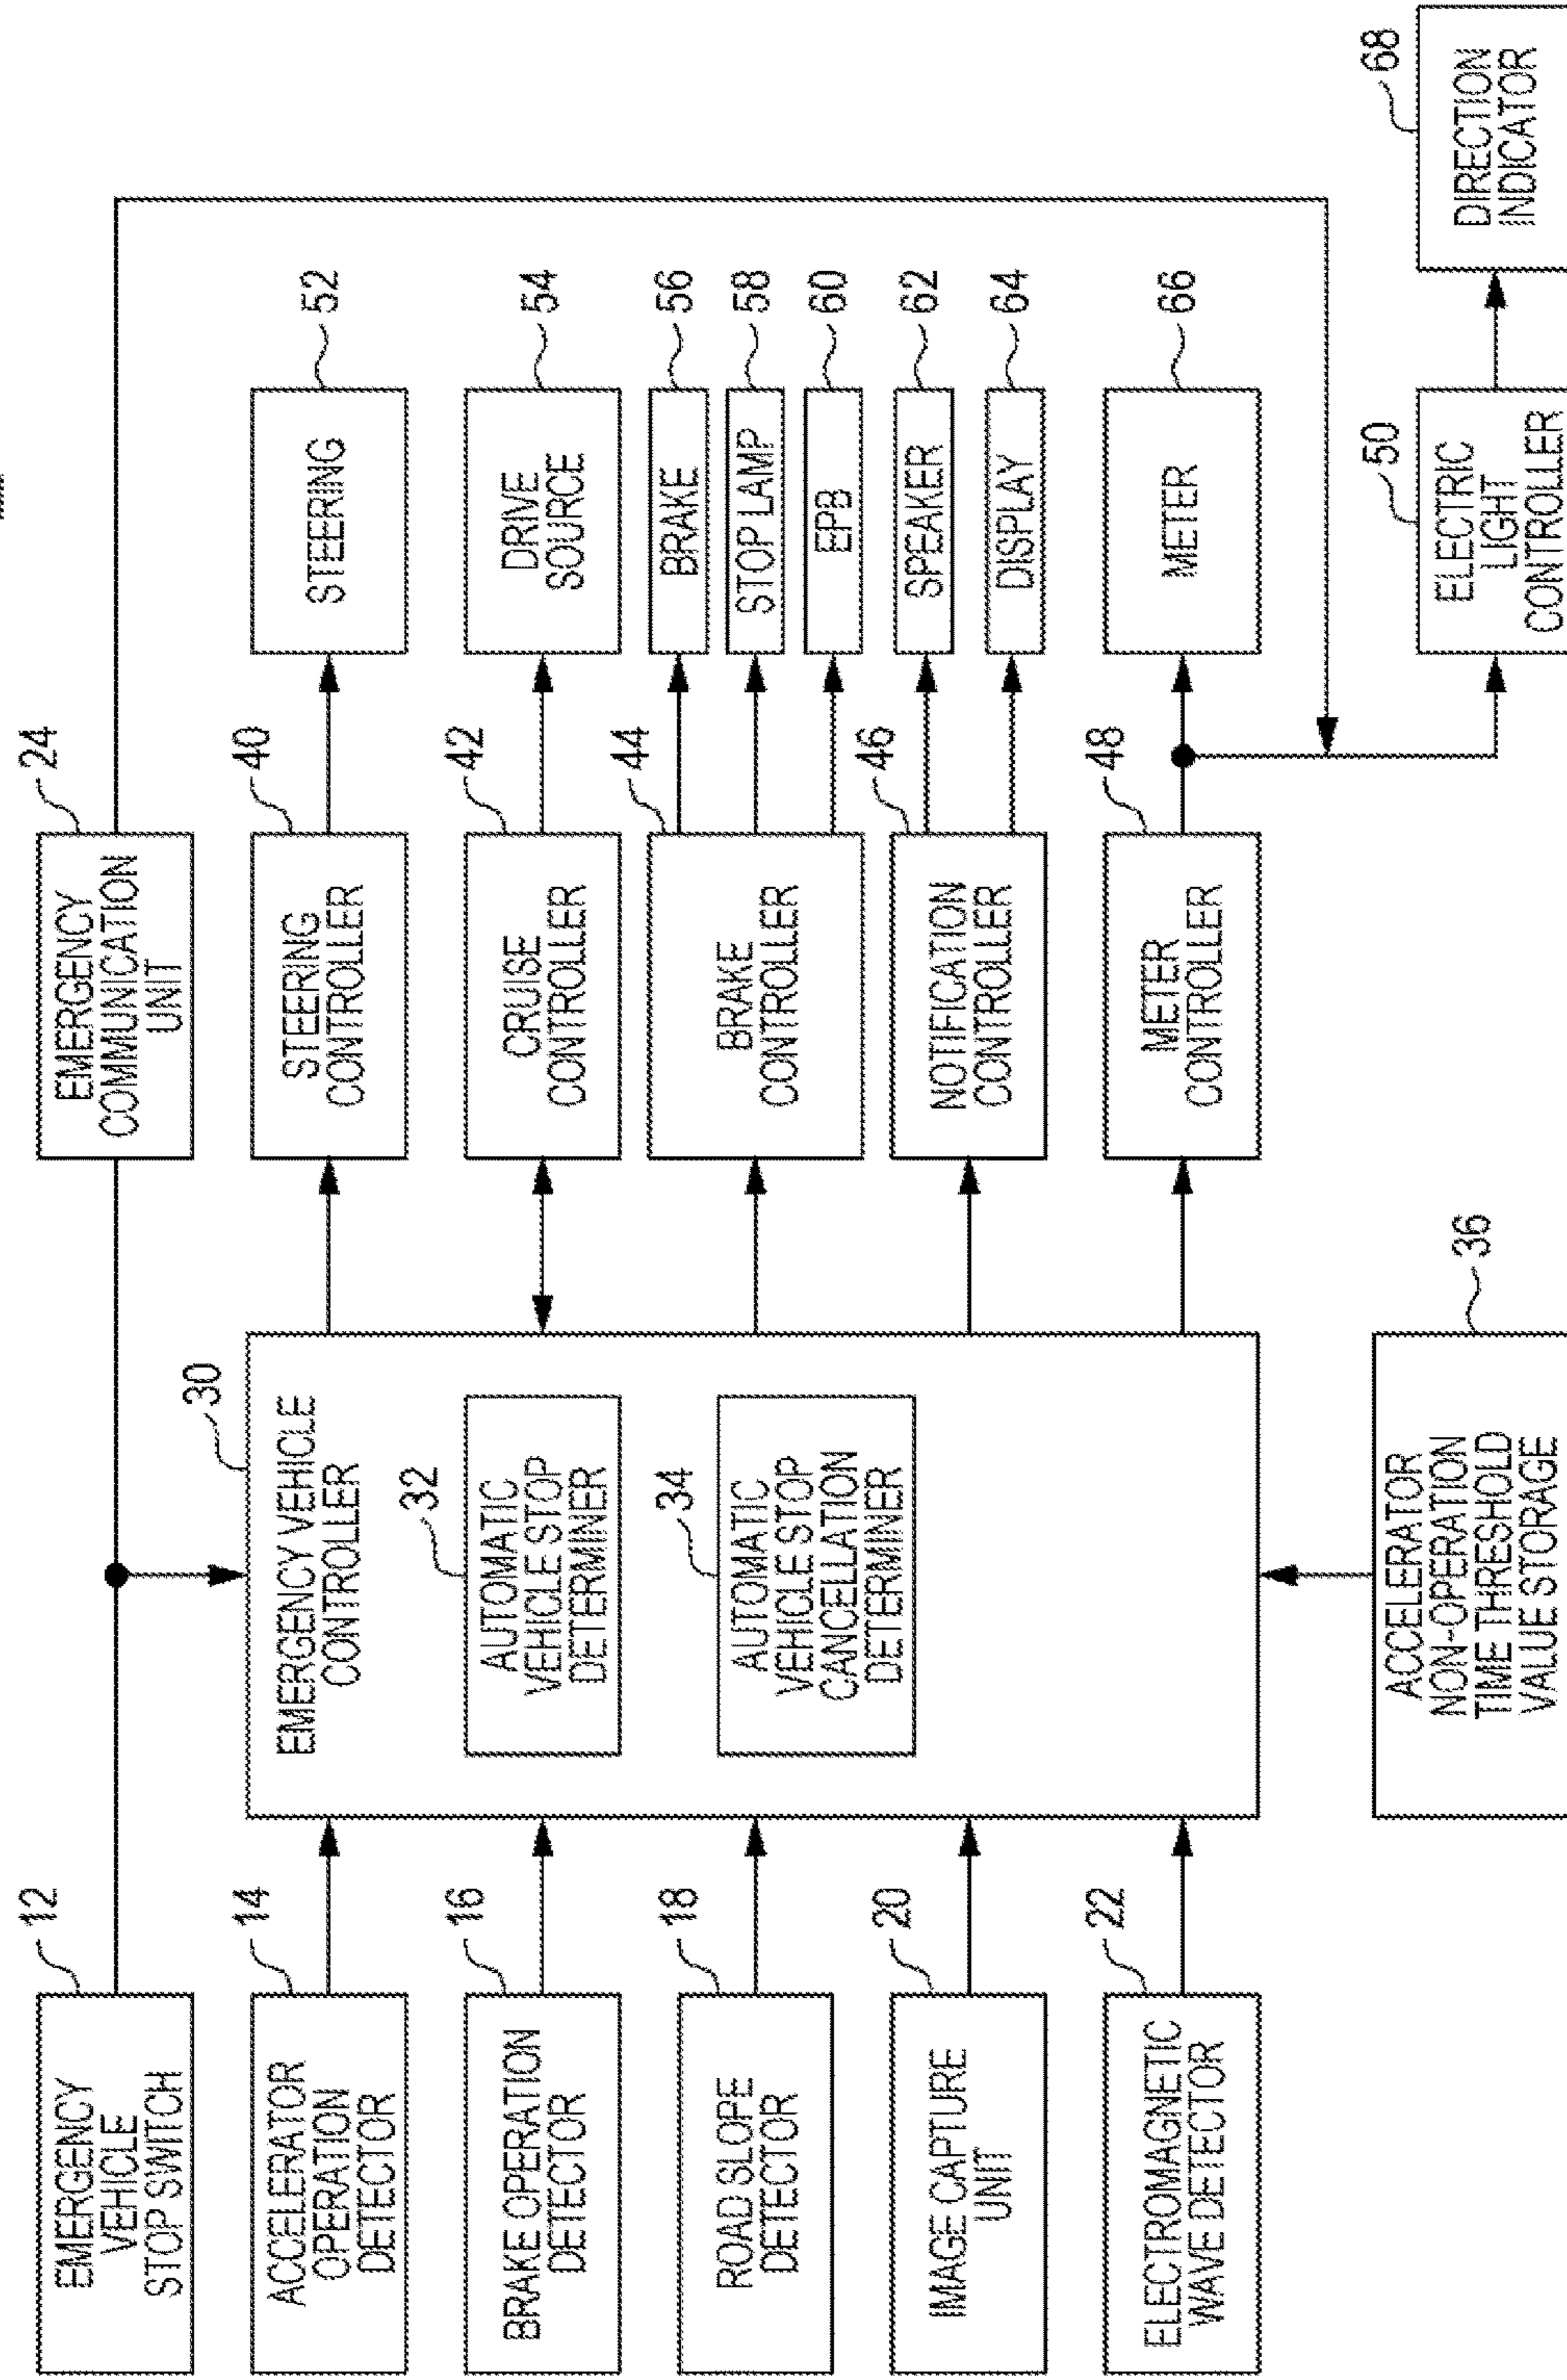 12
EMERGENCY
VEHICLE
STOP SWITCH
14
ACCELERATOR
OPERATION
DETECTOR
16
BRAKE OPERATION
DETECTOR
18
ROAD SLOPE
DETECTOR
20
IMAGE CAPTURE
UNIT
22
ELECTROMAGNETIC
WAVE DETECTOR
30
EMERGENCY VEHICLE
CONTROLLER
32
AUTOMATIC
VEHICLE STOP
DETERMINER
34
AUTOMATIC
VEHICLE STOP
CANCELLATION
DETERMINER
36
ACCELERATOR
NON-OPERATION
TIME THRESHOLD
VALUE STORAGE
24
EMERGENCY
COMMUNICATION
UNIT
40
STEERING
CONTROLLER
42
CRUISE
CONTROLLER
44
BRAKE
CONTROLLER
46
NOTIFICATION
CONTROLLER
48
METER
CONTROLLER
52
STEERING
54
DRIVE
SOURCE
56
BRAKE
58
STOP LAMP
60
EPB
62
SPEAKER
64
DISPLAY
66
METER
50
ELECTRIC
LIGHT
CONTROLLER
68
DIRECTION
INDICATOR